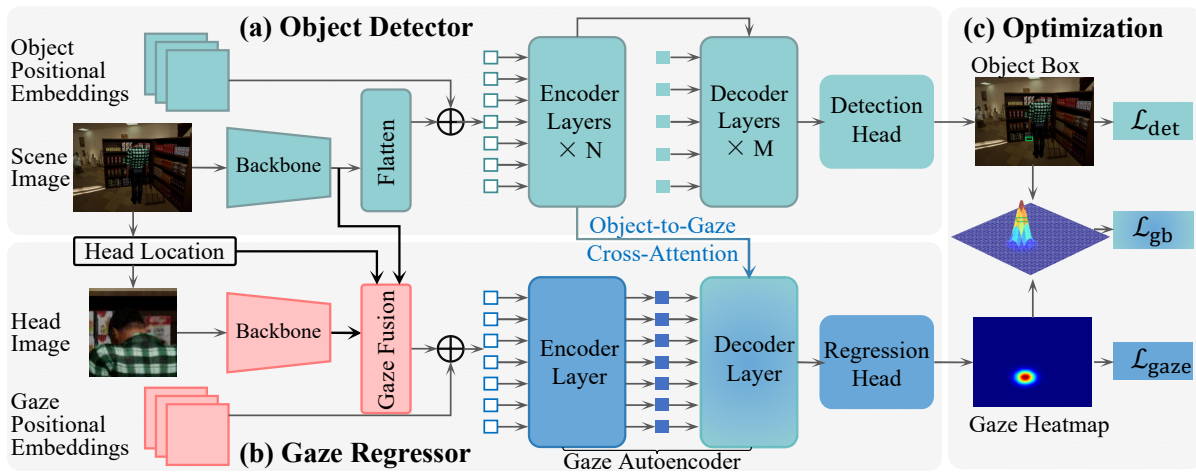 (a) Object Detector
Object
Positional
Embeddings
Scene
Image
Backbone
Flatten
Encoder
Layers
× N
Decoder
Layers
× M
Detection
Head
Object-to-Gaze
Cross-Attention
Head Location
Head
Image
Backbone
Gaze Fusion
Gaze
Positional
Embeddings
(b) Gaze Regressor
Encoder
Layer
Decoder
Layer
Gaze Autoencoder
Regression
Head
(c) Optimization
Object Box
ℒdet
ℒgb
ℒgaze
Gaze Heatmap